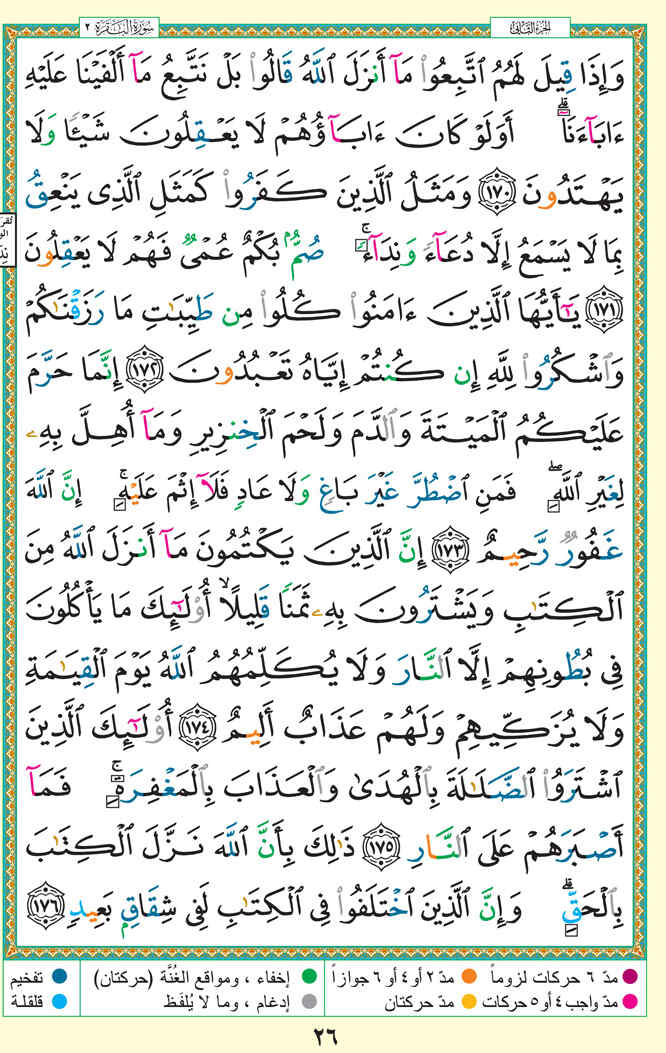 الجزء الثاني
سُورَةُ البَقَرَة ٢
وَإِذَا قِيلَ لَهُمُ ٱتَّبِعُوا۟ مَآ أَنزَلَ ٱللَّهُ قَالُوا۟ بَلْ نَتَّبِعُ مَآ أَلْفَيْنَا عَلَيْهِ
ءَابَآءَنَآ ۗ أَوَلَوْ كَانَ ءَابَآؤُهُمْ لَا يَعْقِلُونَ شَيْـًٔا وَلَا
يَهْتَدُونَ ﴿١٧٠﴾ وَمَثَلُ ٱلَّذِينَ كَفَرُوا۟ كَمَثَلِ ٱلَّذِى يَنْعِقُ
بِمَا لَا يَسْمَعُ إِلَّا دُعَآءً وَنِدَآءً ۚ صُمٌّۢ بُكْمٌ عُمْىٌ فَهُمْ لَا يَعْقِلُونَ
﴿١٧١﴾ يَـٰٓأَيُّهَا ٱلَّذِينَ ءَامَنُوا۟ كُلُوا۟ مِن طَيِّبَـٰتِ مَا رَزَقْنَـٰكُمْ
وَٱشْكُرُوا۟ لِلَّهِ إِن كُنتُمْ إِيَّاهُ تَعْبُدُونَ ﴿١٧٢﴾ إِنَّمَا حَرَّمَ
عَلَيْكُمُ ٱلْمَيْتَةَ وَٱلدَّمَ وَلَحْمَ ٱلْخِنزِيرِ وَمَآ أُهِلَّ بِهِۦ
لِغَيْرِ ٱللَّهِ ۖ فَمَنِ ٱضْطُرَّ غَيْرَ بَاغٍ وَلَا عَادٍ فَلَآ إِثْمَ عَلَيْهِ ۚ إِنَّ ٱللَّهَ
غَفُورٌ رَّحِيمٌ ﴿١٧٣﴾ إِنَّ ٱلَّذِينَ يَكْتُمُونَ مَآ أَنزَلَ ٱللَّهُ مِنَ
ٱلْكِتَـٰبِ وَيَشْتَرُونَ بِهِۦ ثَمَنًا قَلِيلًا ۙ أُو۟لَـٰٓئِكَ مَا يَأْكُلُونَ
فِى بُطُونِهِمْ إِلَّا ٱلنَّارَ وَلَا يُكَلِّمُهُمُ ٱللَّهُ يَوْمَ ٱلْقِيَـٰمَةِ
وَلَا يُزَكِّيهِمْ وَلَهُمْ عَذَابٌ أَلِيمٌ ﴿١٧٤﴾ أُو۟لَـٰٓئِكَ ٱلَّذِينَ
ٱشْتَرَوُا۟ ٱلضَّلَـٰلَةَ بِٱلْهُدَىٰ وَٱلْعَذَابَ بِٱلْمَغْفِرَةِ ۚ فَمَآ
أَصْبَرَهُمْ عَلَى ٱلنَّارِ ﴿١٧٥﴾ ذَٰلِكَ بِأَنَّ ٱللَّهَ نَزَّلَ ٱلْكِتَـٰبَ
بِٱلْحَقِّ ۗ وَإِنَّ ٱلَّذِينَ ٱخْتَلَفُوا۟ فِى ٱلْكِتَـٰبِ لَفِى شِقَاقٍۭ بَعِيدٍ ﴿١٧٦﴾
مدّ ٦ حركات لزوماً مدّ ٢ أو ٤ أو ٦ جوازاً إخفاء ، ومواقع الغُنَّة (حركتان) تفخيم
مدّ واجب ٤ أو ٥ حركات مدّ حركتان إدغام ، وما لا يُلفَظ قلقلة
٢٦